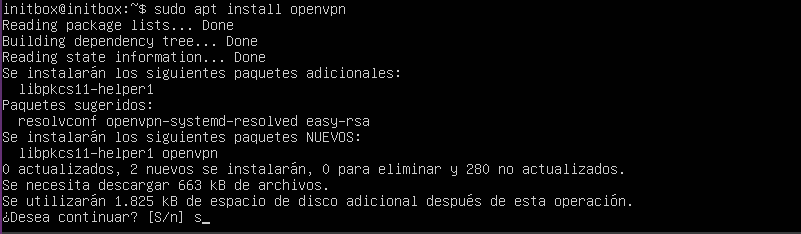 initbox@initbox:~$ sudo apt install openvpn
Reading package lists... Done
Building dependency tree... Done
Reading state information... Done
Se instalarán los siguientes paquetes adicionales:
  libpkcs11-helper1
Paquetes sugeridos:
  resolvconf openvpn-systemd-resolved easy-rsa
Se instalarán los siguientes paquetes NUEVOS:
  libpkcs11-helper1 openvpn
0 actualizados, 2 nuevos se instalarán, 0 para eliminar y 280 no actualizados.
Se necesita descargar 663 kB de archivos.
Se utilizarán 1.825 kB de espacio de disco adicional después de esta operación.
¿Desea continuar? [S/n] s_